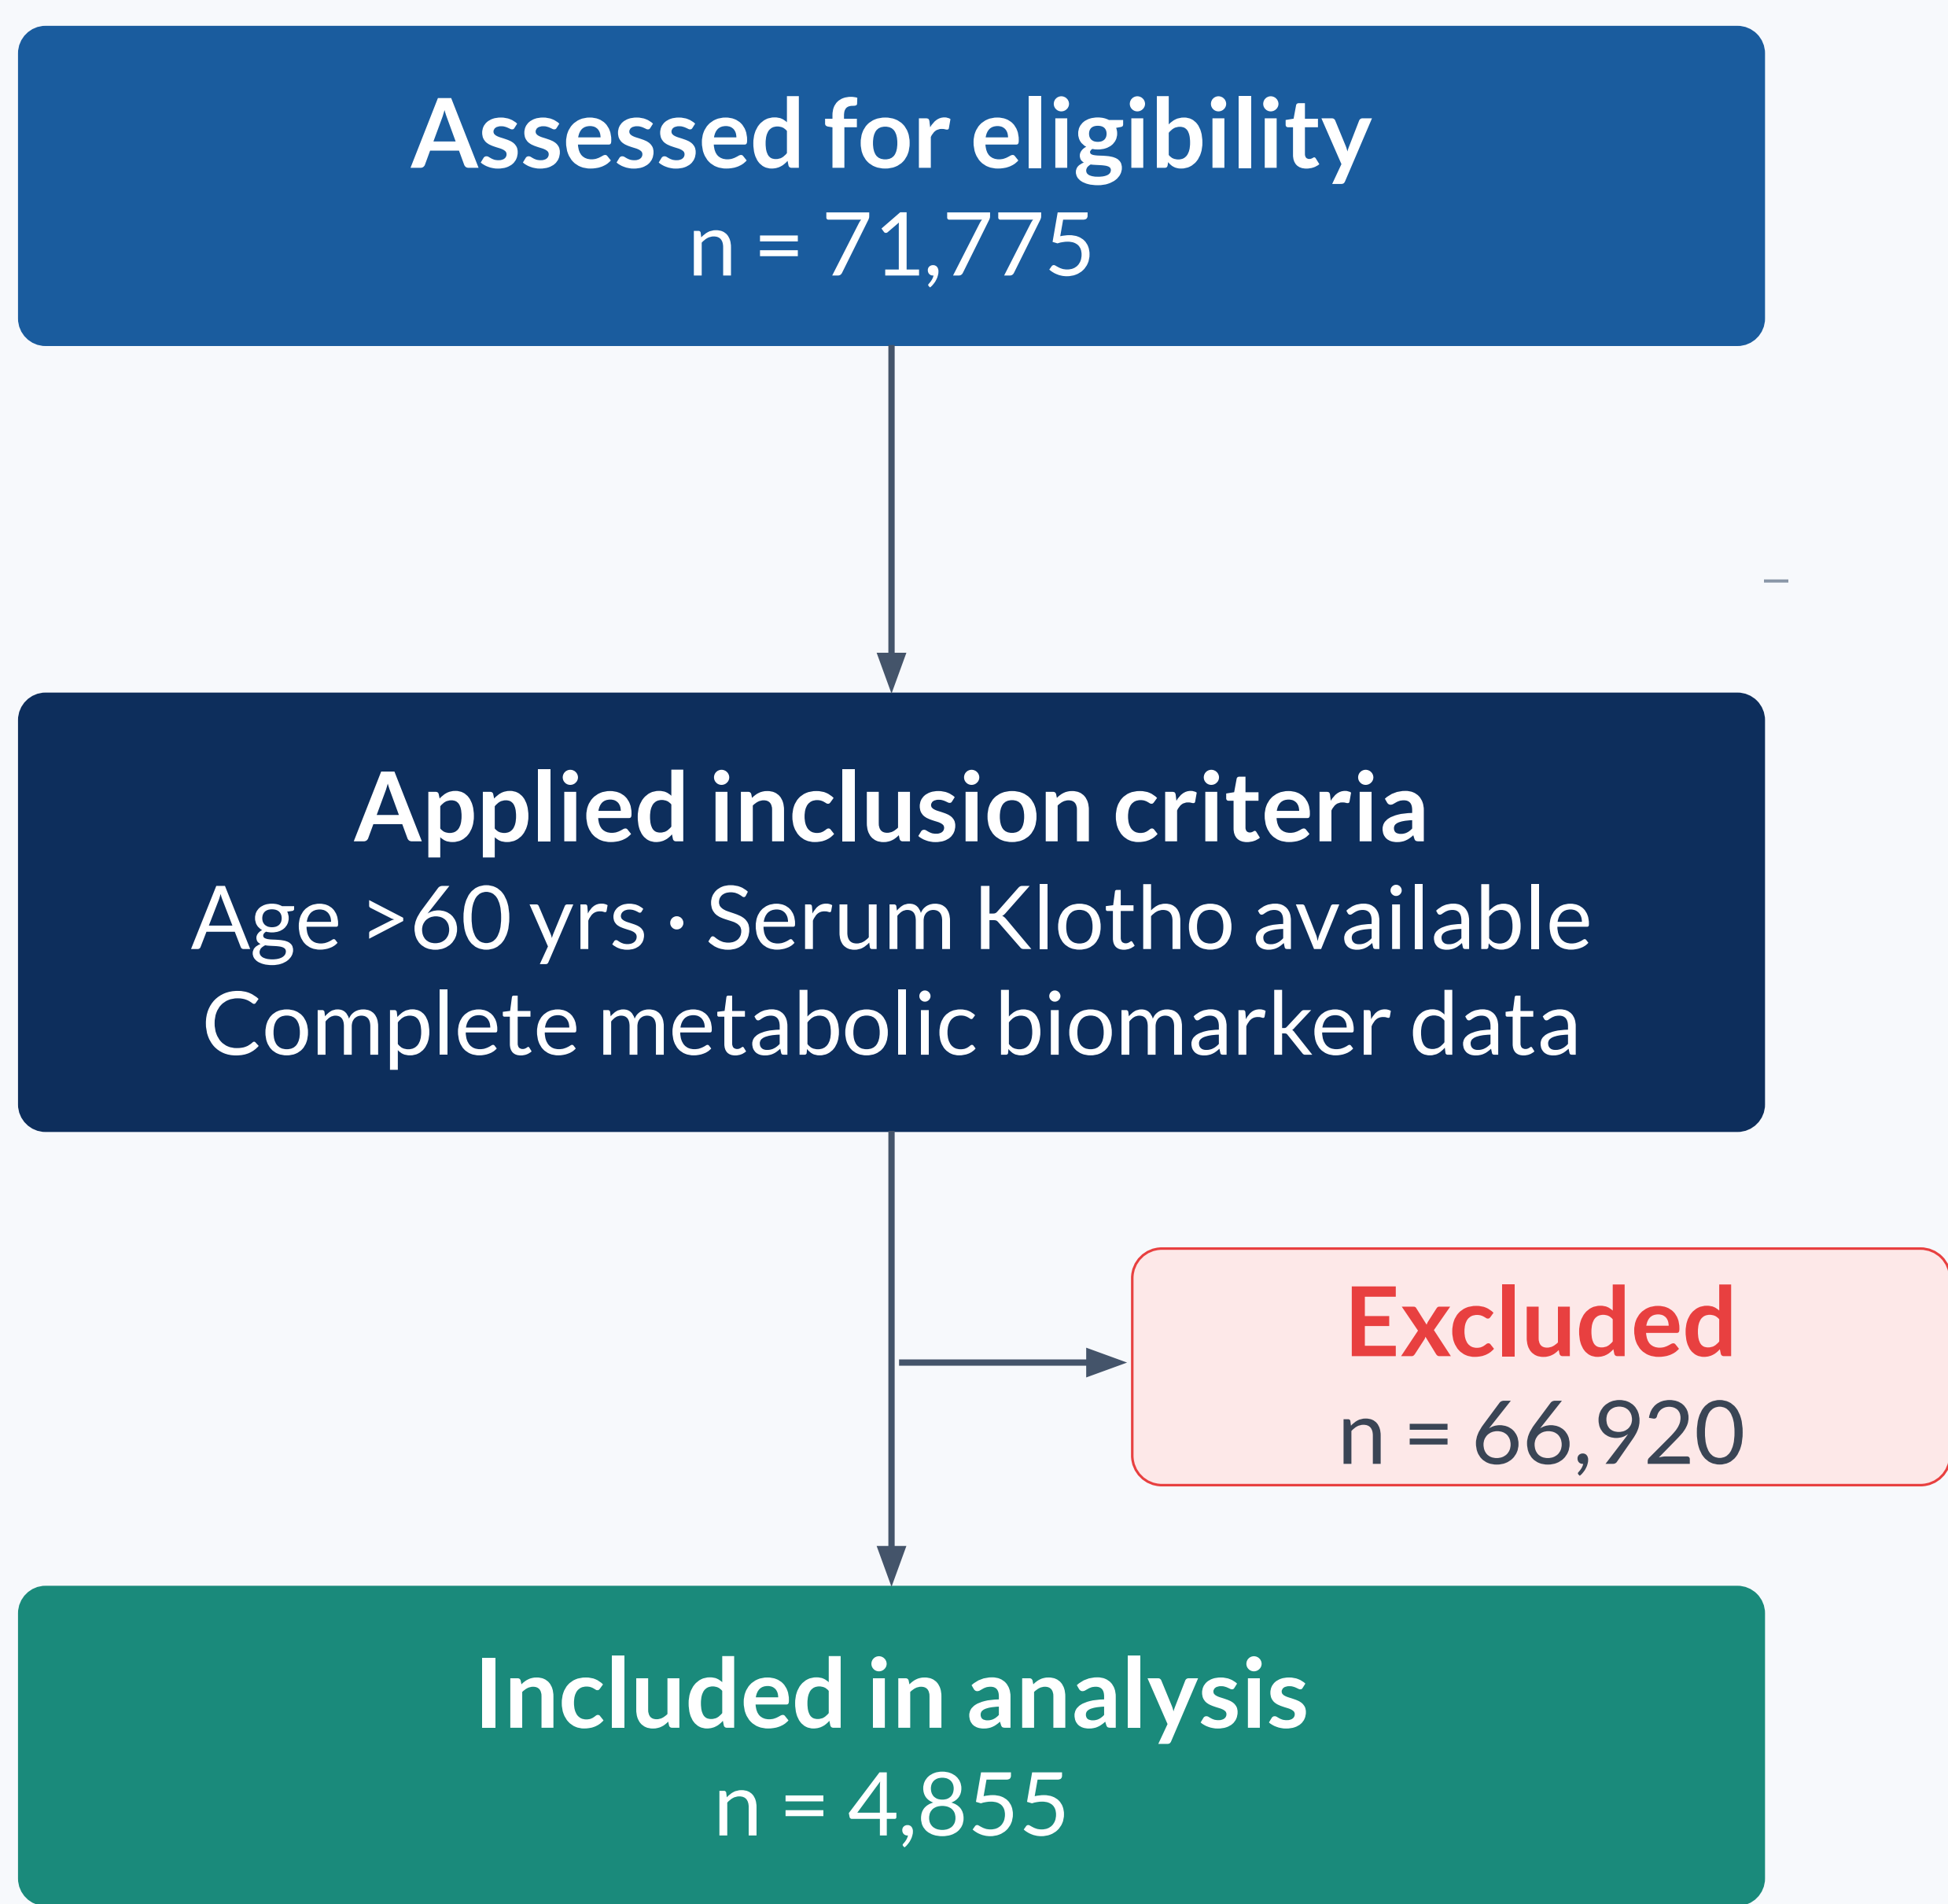 Assessed for eligibility
n = 71,775
Applied inclusion criteria
Age >60 yrs · Serum Klotho available
Complete metabolic biomarker data
Excluded
n = 66,920
Included in analysis
n = 4,855